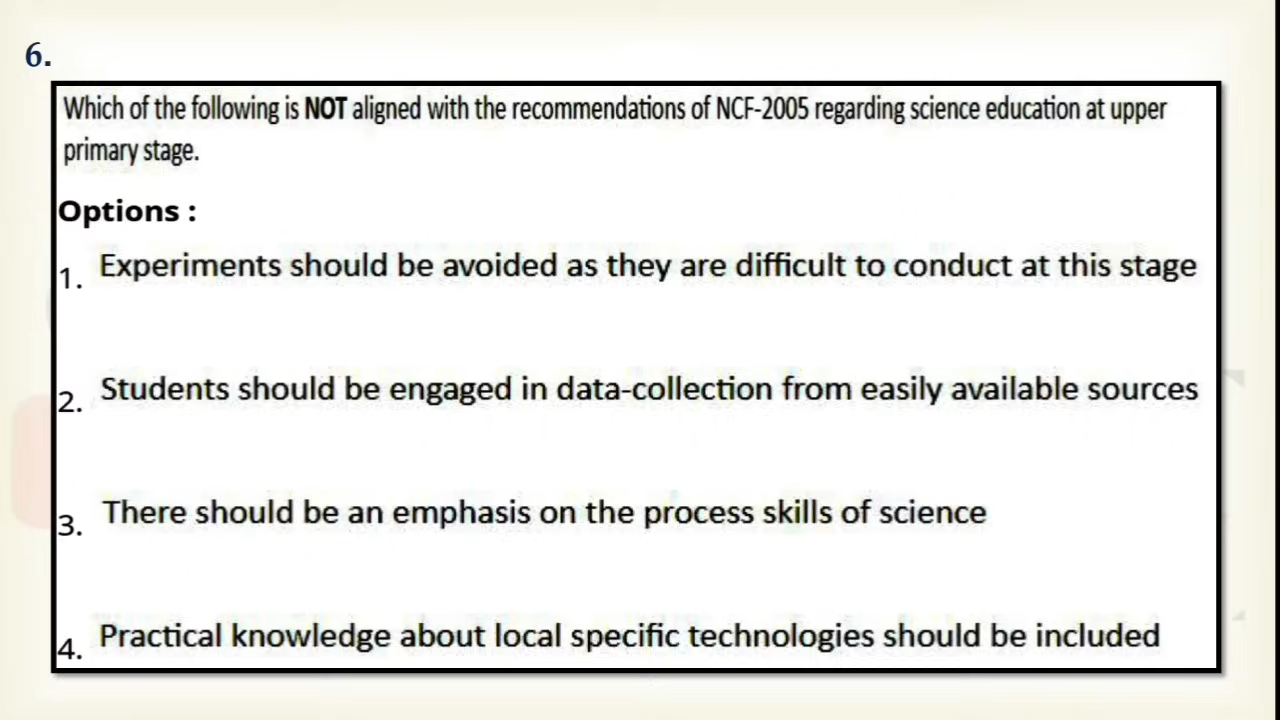 6.
Which of the following is NOT aligned with the recommendations of NCF-2005 regarding science education at upper
primary stage.
Options :
1. Experiments should be avoided as they are difficult to conduct at this stage
2. Students should be engaged in data-collection from easily available sources
3. There should be an emphasis on the process skills of science
4. Practical knowledge about local specific technologies should be included